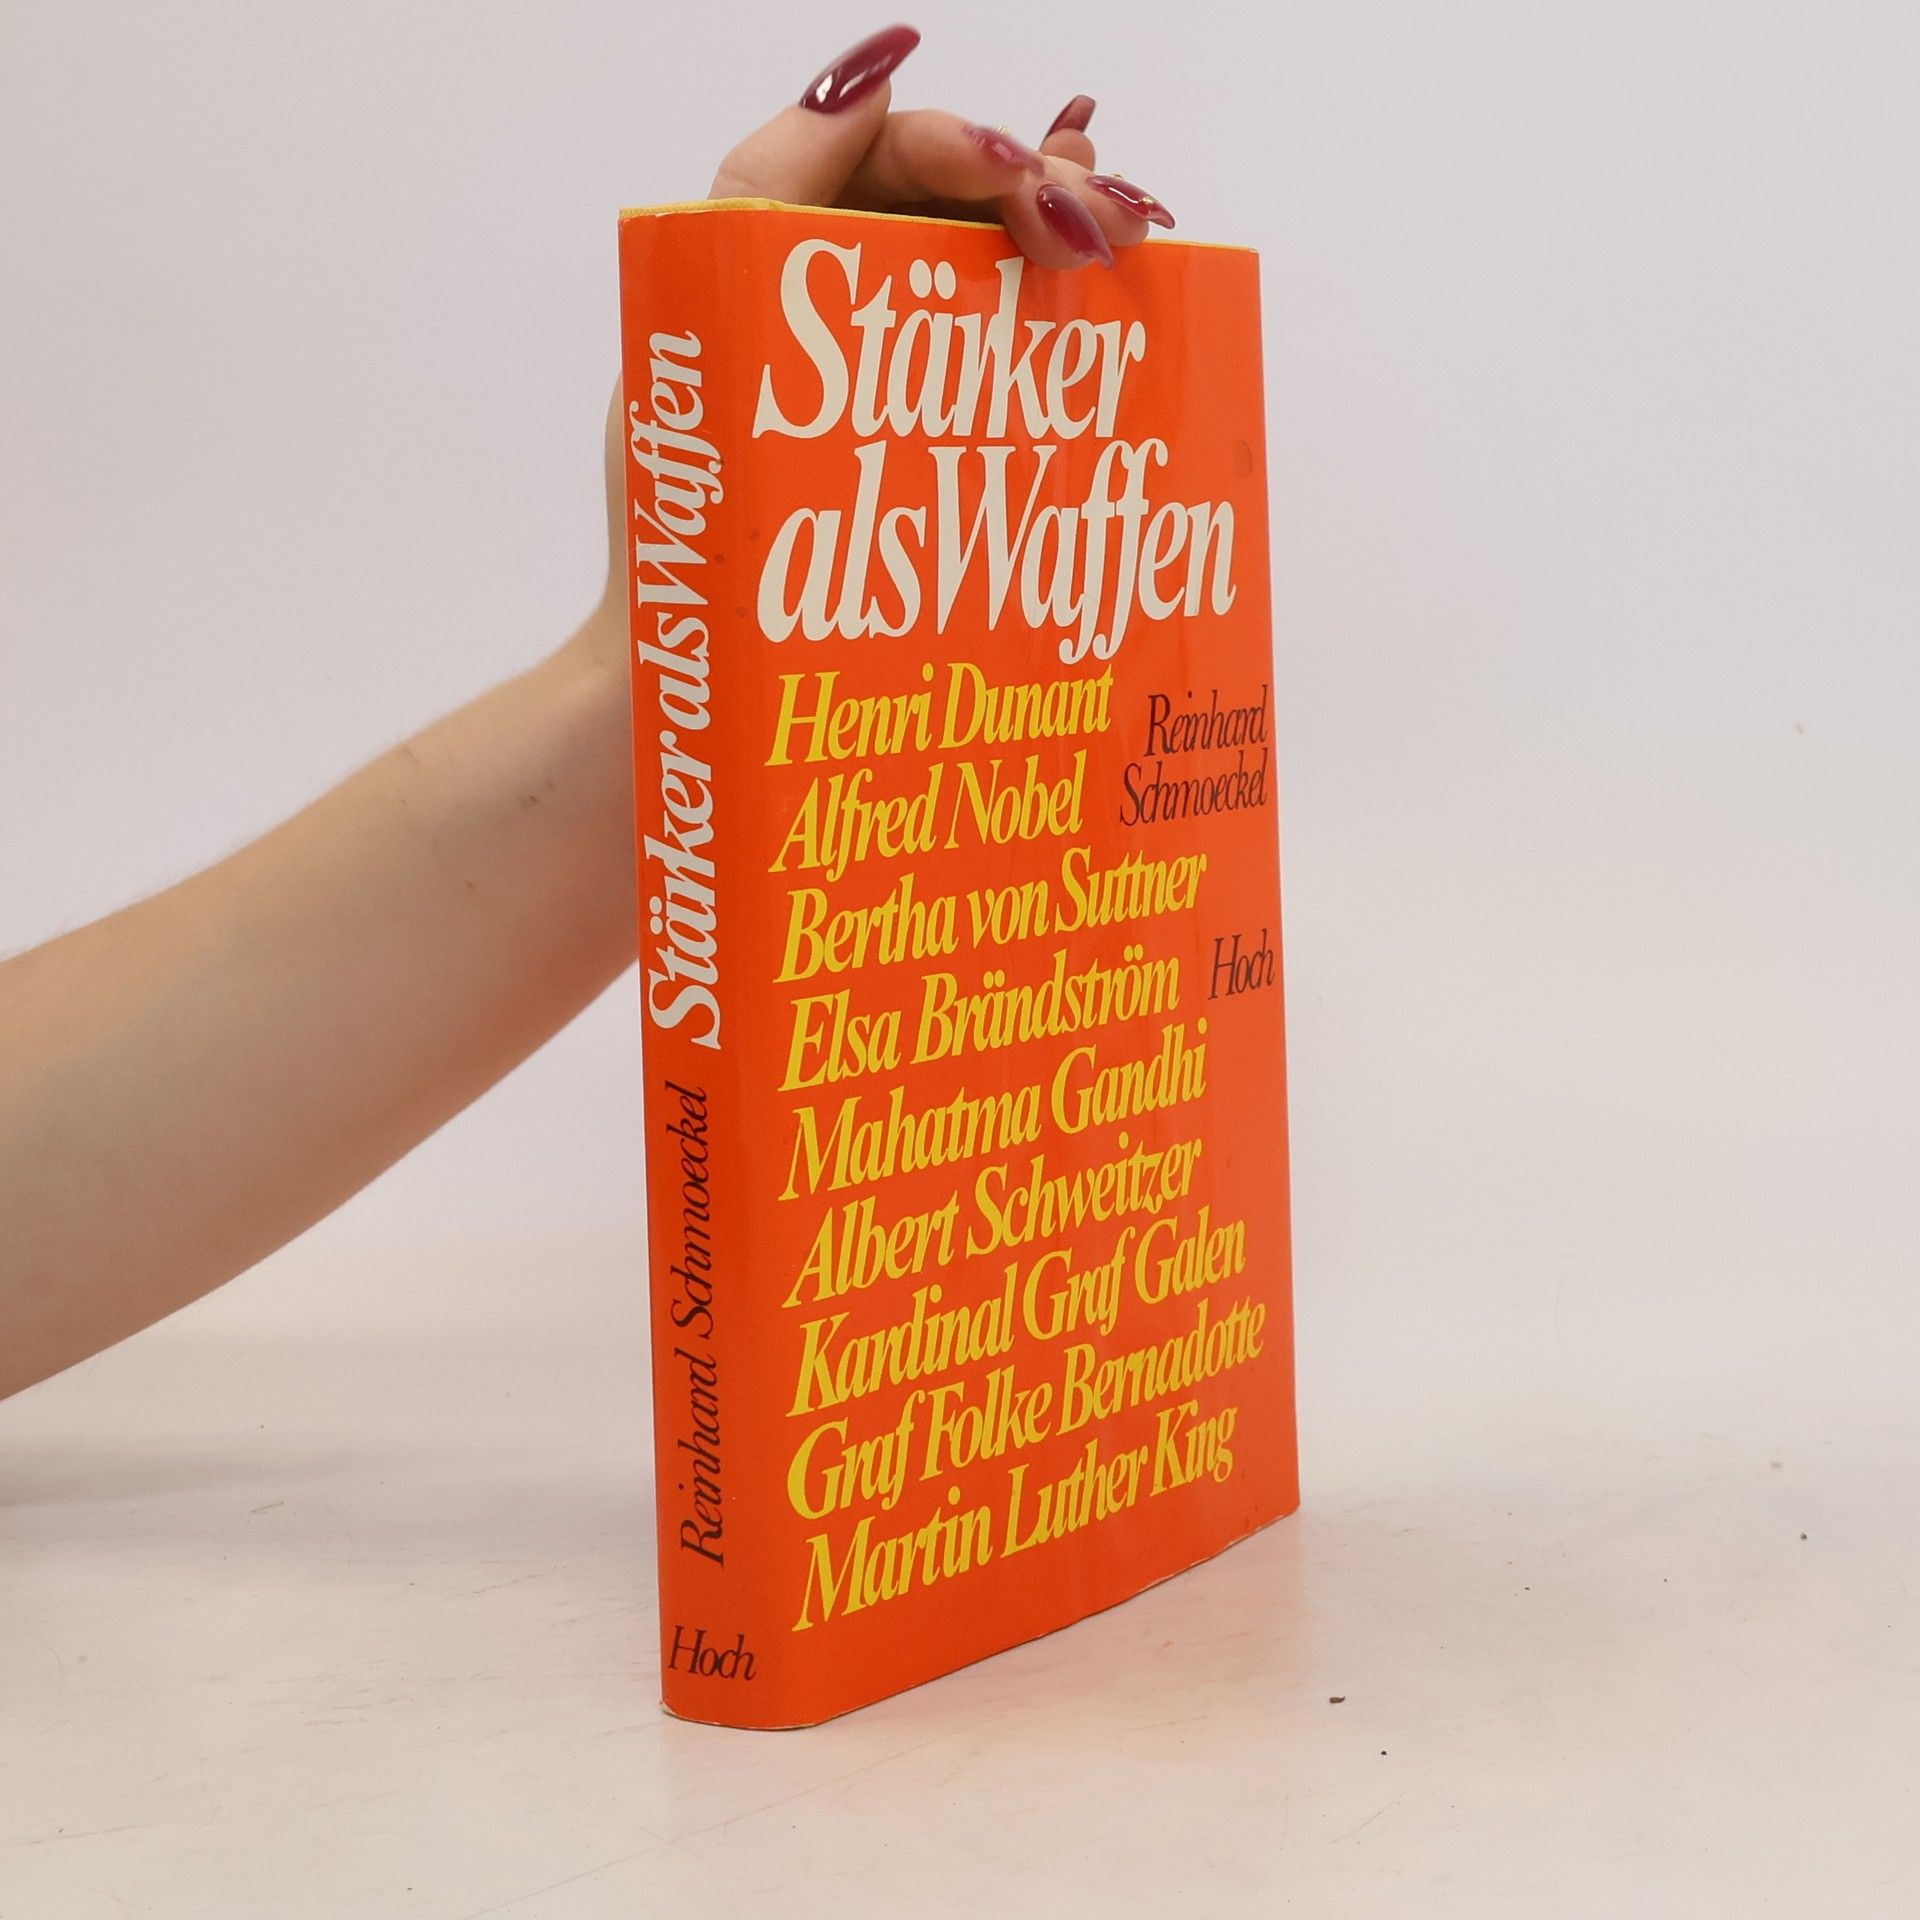 Stärker
als Waffen
Henri Dunant
Alfred Nobel
Bertha von Suttner
Elsa Brändström
Mahatma Gandhi
Albert Schweitzer
Kardinal Graf Galen
Graf Folke Bernadotte
Martin Luther King
Reinhard
Schmoeckel
Hoch
Reinhard Schmoeckel Stärker als Waffen
Hoch